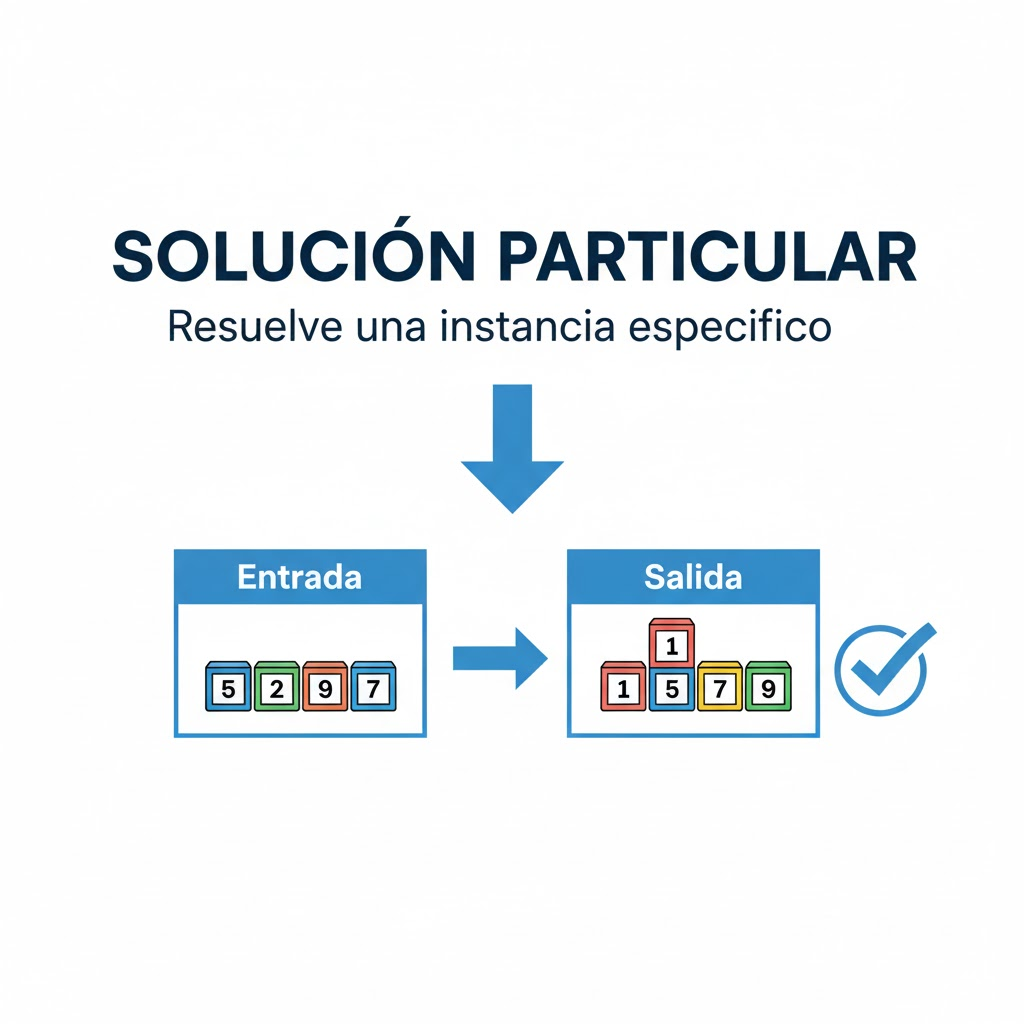 SOLUCIÓN PARTICULAR
Resuelve una instancia especifico
Entrada
5 2 9 7
Salida
1
1 5 7 9